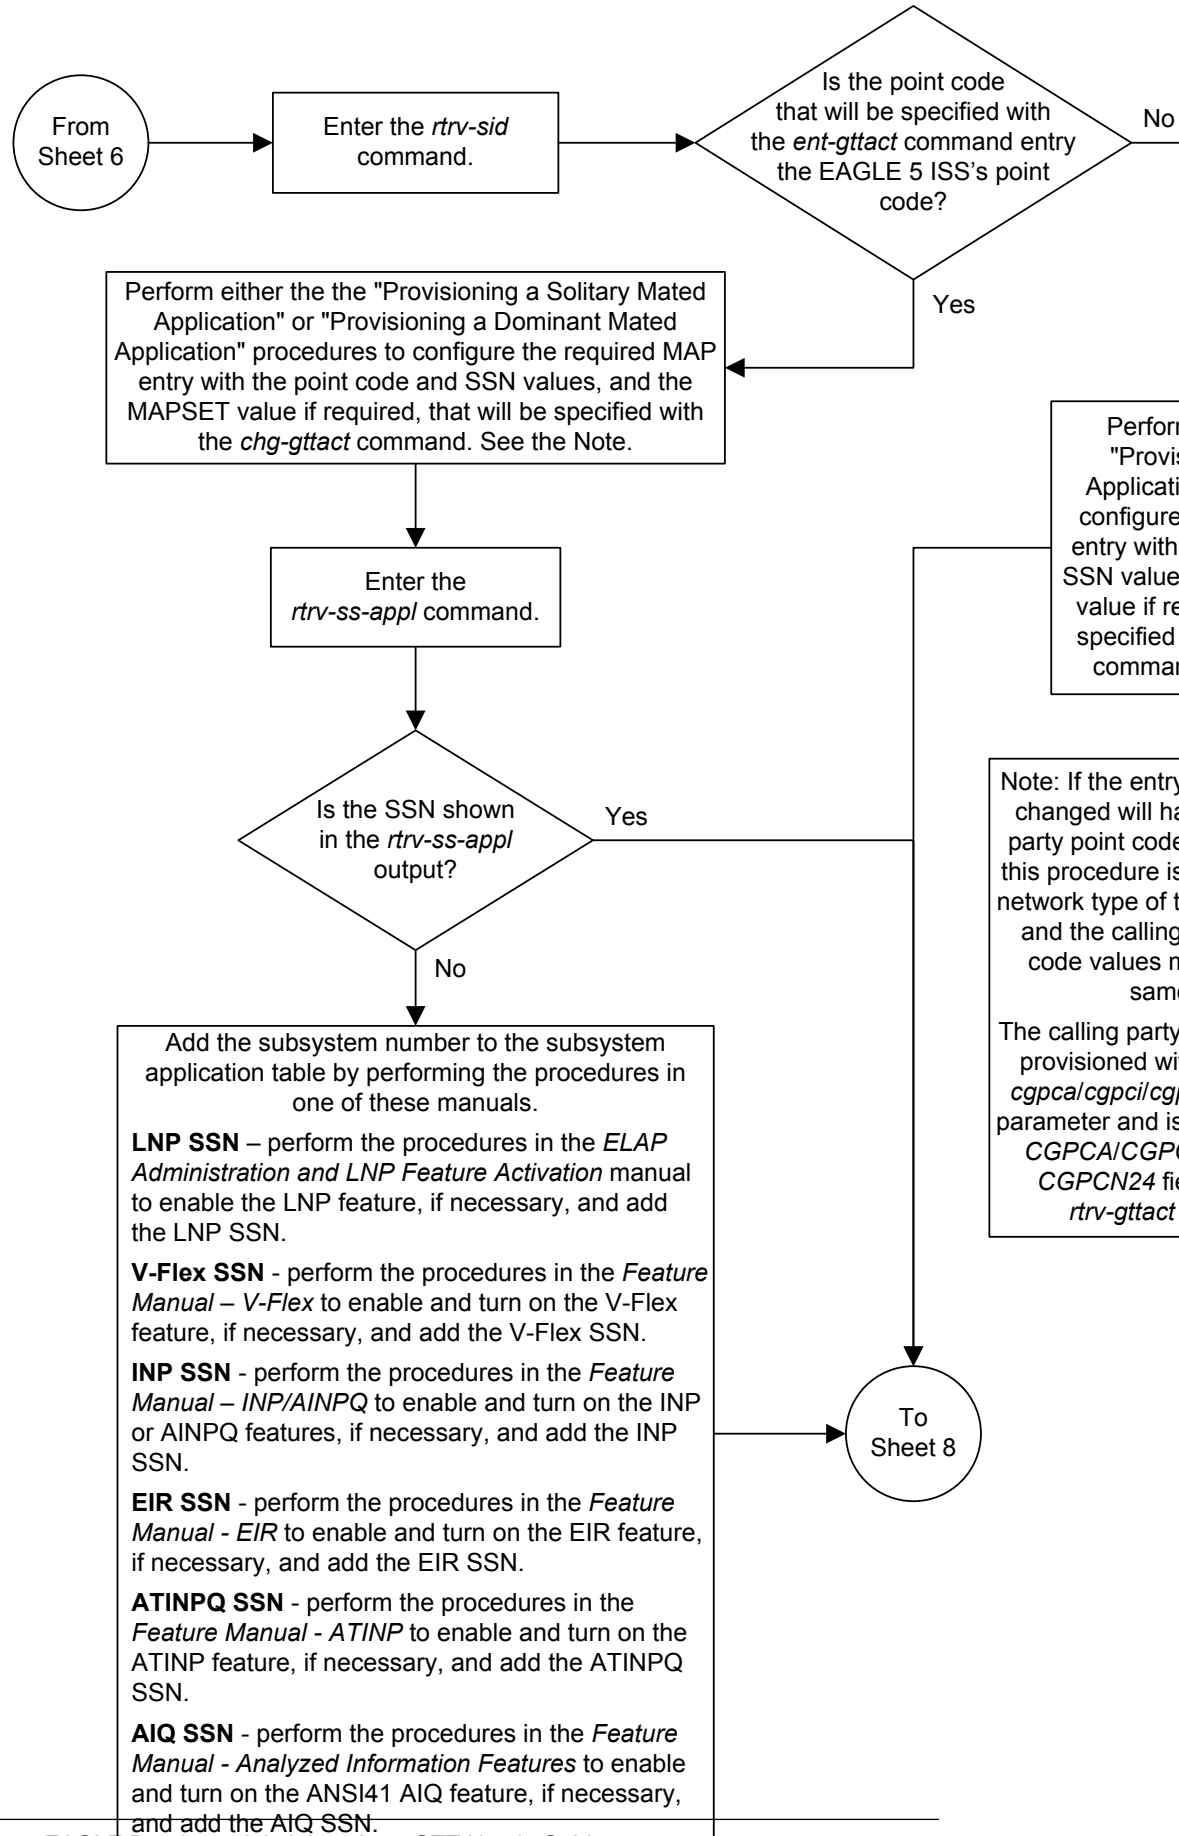 From
Sheet 6
Enter the rtrv-sid
command.
Is the point code
that will be specified with
the ent-gttact command entry
the EAGLE 5 ISS's point
code?
No
Yes
Perform either the the "Provisioning a Solitary Mated
Application" or "Provisioning a Dominant Mated
Application" procedures to configure the required MAP
entry with the point code and SSN values, and the
MAPSET value if required, that will be specified with
the chg-gttact command. See the Note.
Enter the
rtrv-ss-appl command.
Is the SSN shown
in the rtrv-ss-appl
output?
Yes
No
configure
entry with
SSN value
value if
specified
Note: If the entry
changed will
party point code
this procedure
network type of
and the calling
code values
The calling party
provisioned
cgpca/cgpci/
parameter and
CGPCA/
CGPCN24
rtrv-gttact
Add the subsystem number to the subsystem
application table by performing the procedures in
one of these manuals.
LNP SSN – perform the procedures in the ELAP
Administration and LNP Feature Activation manual
to enable the LNP feature, if necessary, and add
the LNP SSN.
V-Flex SSN - perform the procedures in the Feature
Manual – V-Flex to enable and turn on the V-Flex
feature, if necessary, and add the V-Flex SSN.
INP SSN - perform the procedures in the Feature
Manual – INP/AINPQ to enable and turn on the INP
or AINPQ features, if necessary, and add the INP
SSN.
EIR SSN - perform the procedures in the Feature
Manual - EIR to enable and turn on the EIR feature,
if necessary, and add the EIR SSN.
ATINPQ SSN - perform the procedures in the
Feature Manual - ATINP to enable and turn on the
ATINP feature, if necessary, and add the ATINPQ
SSN.
AIQ SSN - perform the procedures in the Feature
Manual - Analyzed Information Features to enable
and turn on the ANSI41 AIQ feature, if necessary,
and add the AIQ SSN.
To
Sheet 8